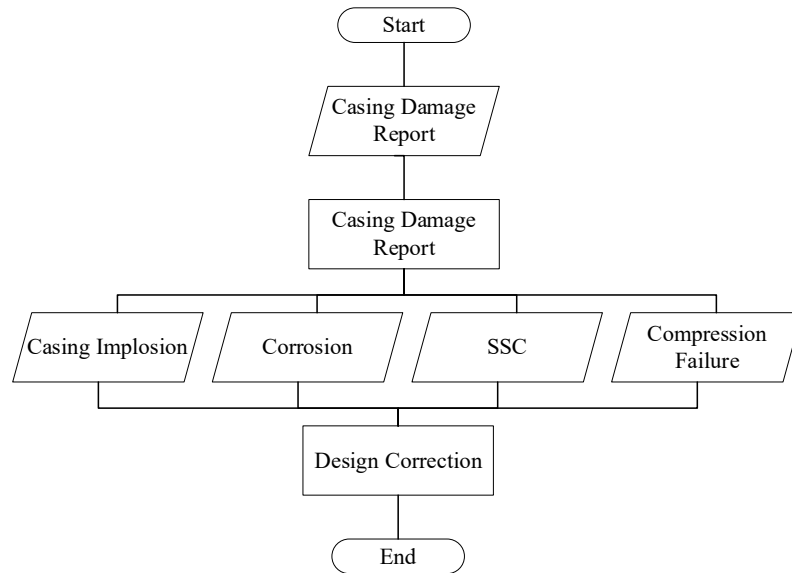 Start
Casing Damage
Report
Casing Damage
Report
Casing Implosion
Corrosion
SSC
Compression
Failure
Design Correction
End